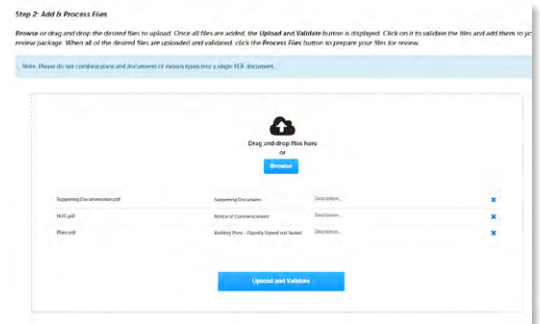 Step 2: Add & Process Files
Browse or drag and drop the desired files to upload. Once all files are added, the Upload and Validate button is displayed. Click on it to validate the files and add them to yo
review package. When all of the desired files are uploaded and validated, click the Process Files button to prepare your files for review.
Note: Please do not combine plans and documents of various types into a single PDF document.
Drag and drop files here
or
Browse
Supporting Documentation.pdf Supporting Documents Description...
NOC.pdf Notice of Commencement Description...
Plans.pdf Building Plans - Digitally Signed and Sealed Description...
Upload and Validate